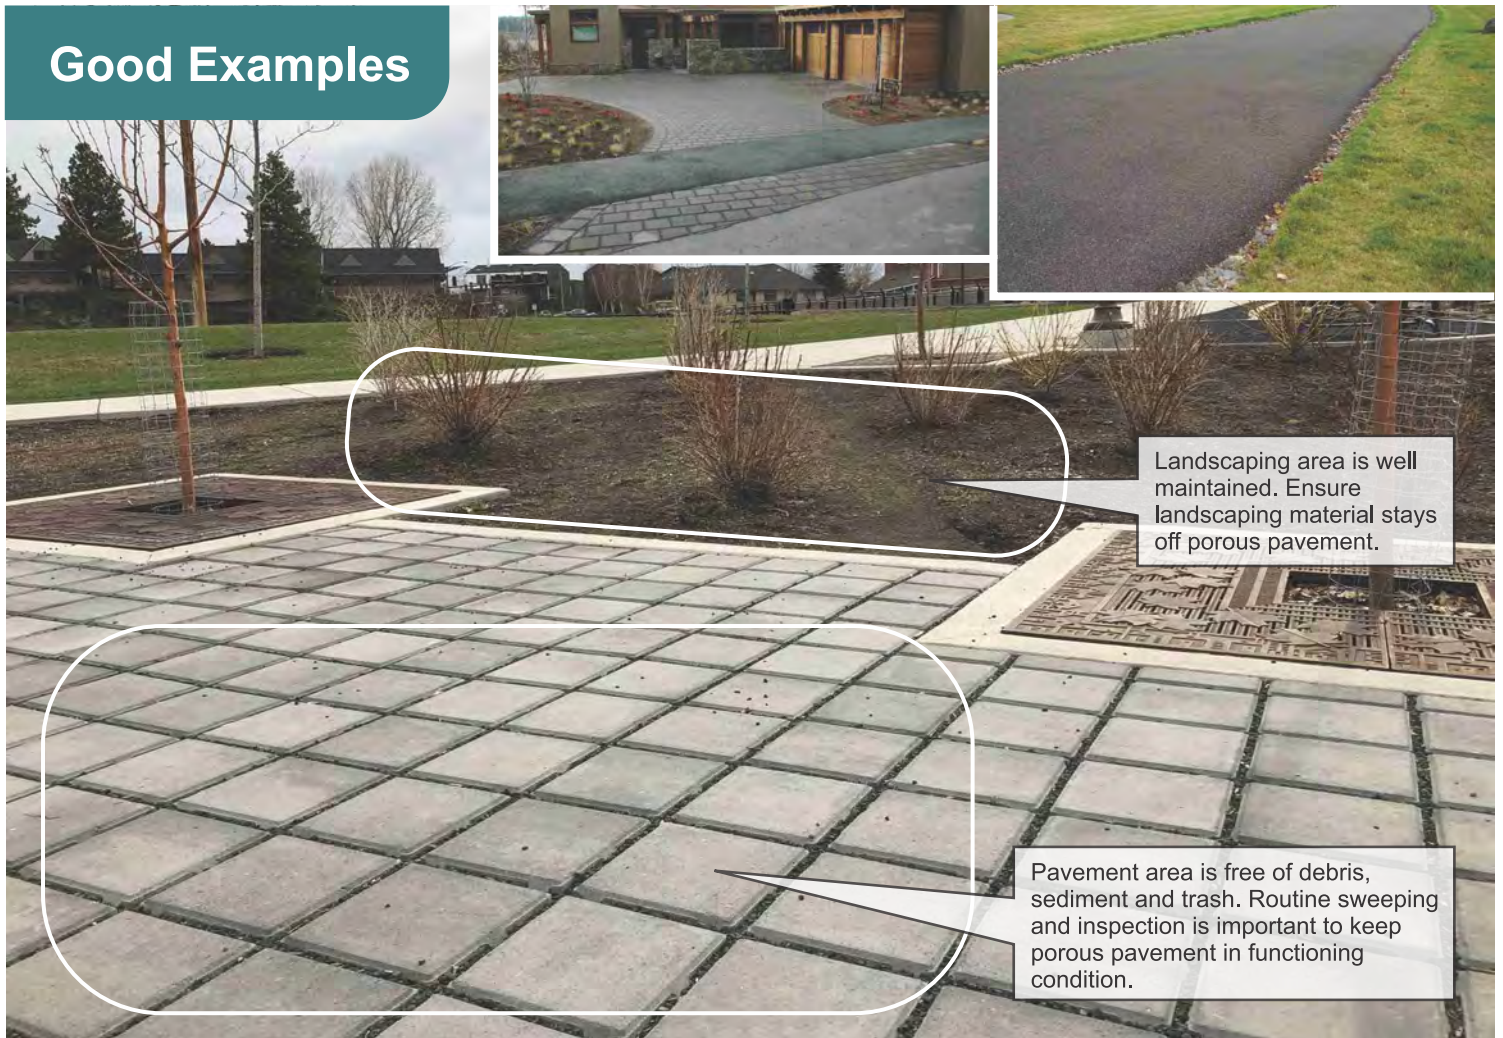 Good Examples
Landscaping area is well
maintained. Ensure
landscaping material stays
off porous pavement.
Pavement area is free of debris,
sediment and trash. Routine sweeping
and inspection is important to keep
porous pavement in functioning
condition.